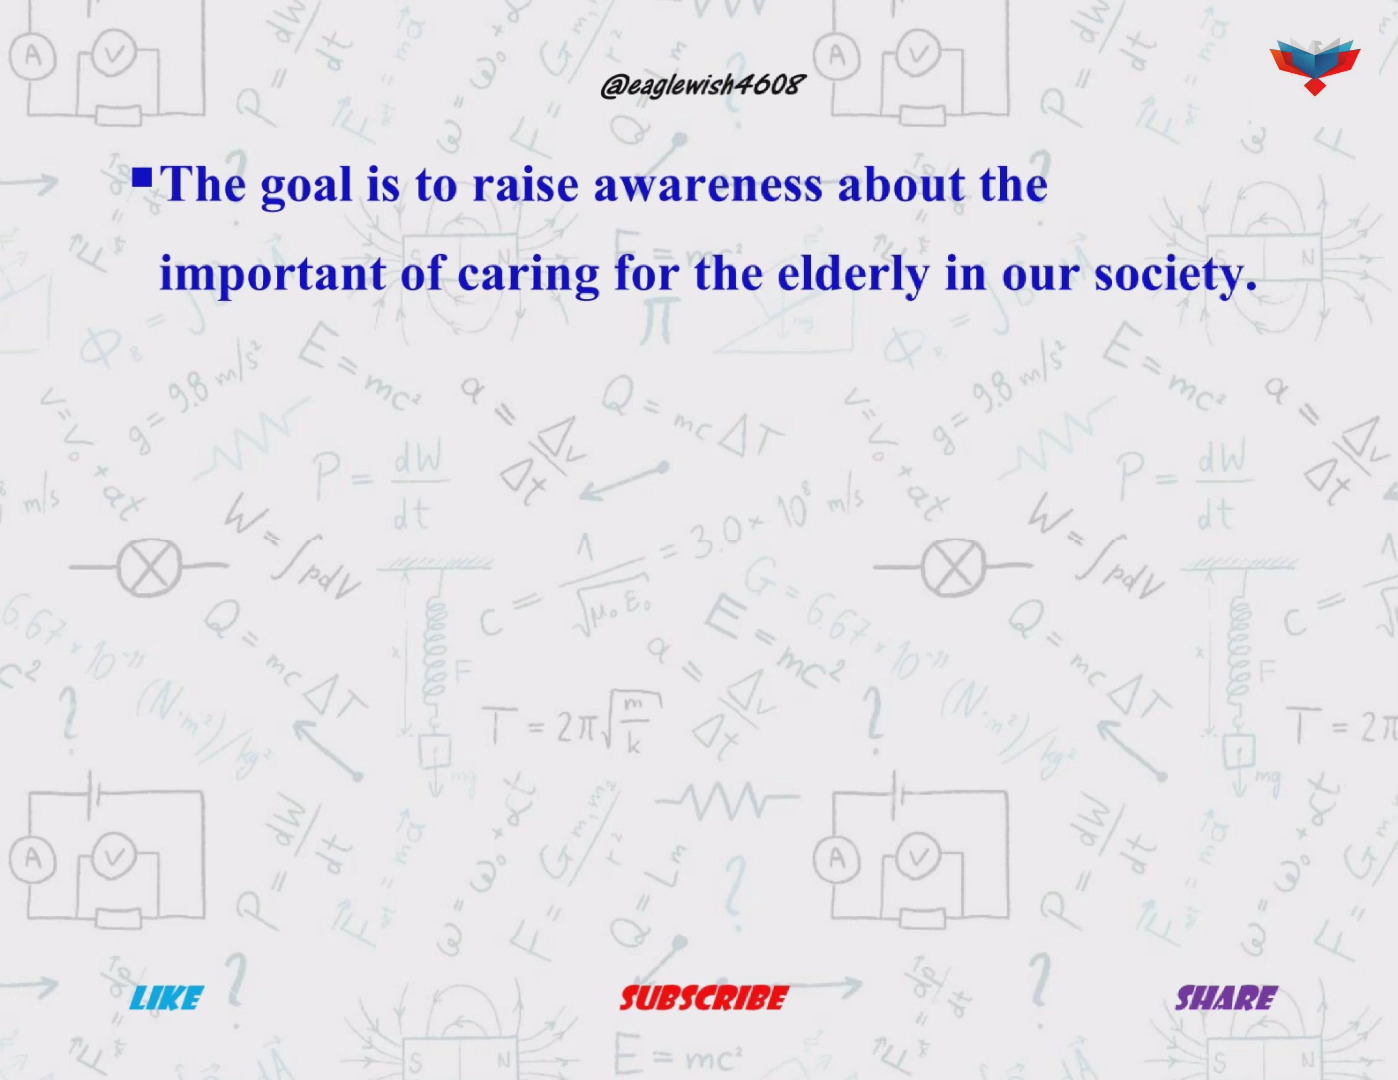 @eaglewish4608
The goal is to raise awareness about the
important of caring for the elderly in our society.
LIKE
SUBSCRIBE
SHARE